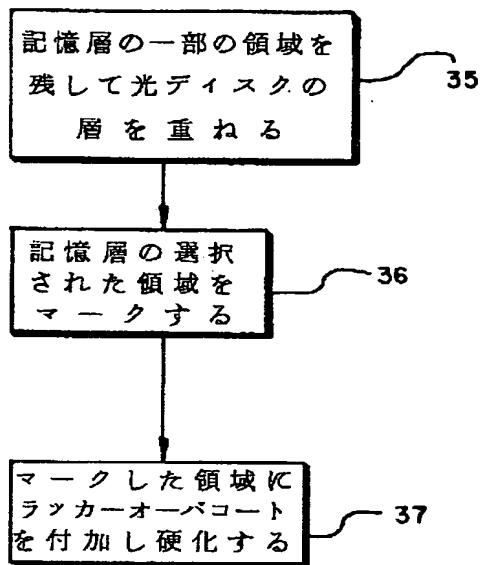 記憶層の一部の領域を
残して光ディスクの
層を重ねる
35
記憶層の選択
された領域を
マークする
36
マークした領域に
ラッカーオーバコート
を付加し硬化する
37